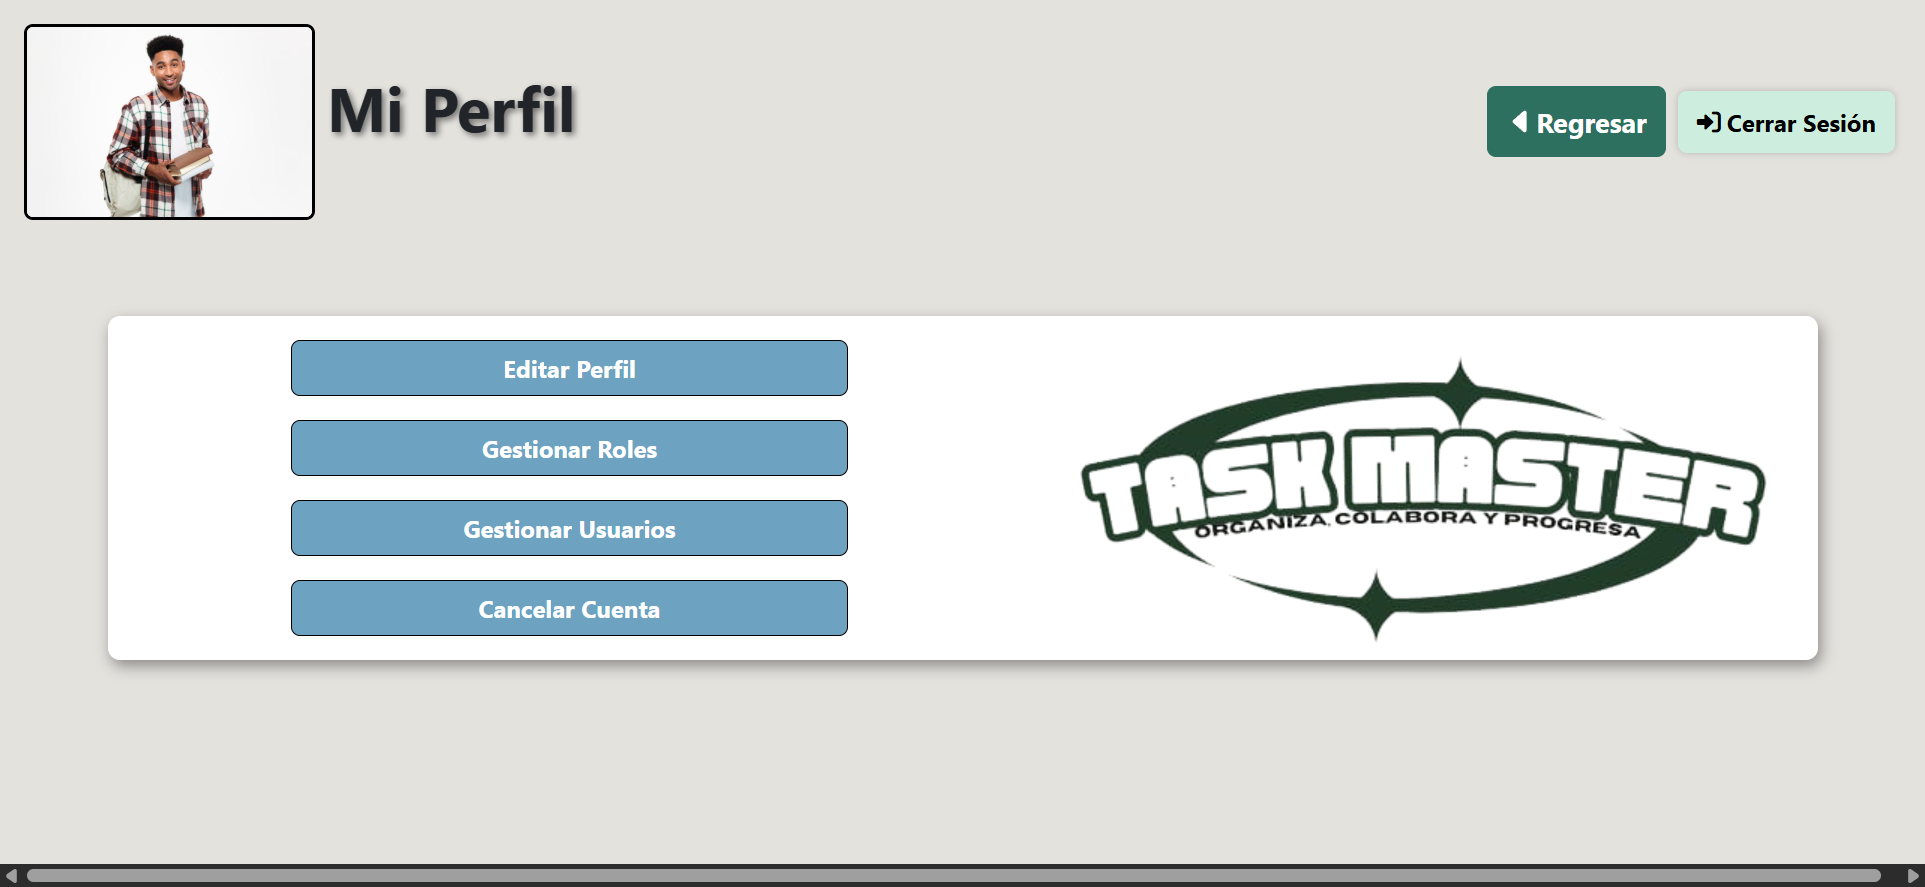 Mi Perfil
Regresar
Cerrar Sesión
Editar Perfil
Gestionar Roles
Gestionar Usuarios
Cancelar Cuenta
TASK MASTER
ORGANIZA, COLABORA Y PROGRESA